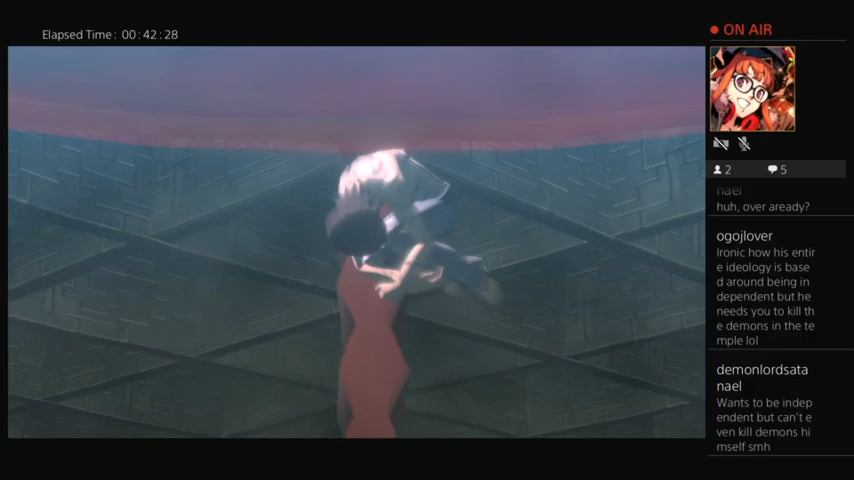 Elapsed Time: 00:42:28
ON AIR
2
5
nael
huh, over aready?
ogojlover
Ironic how his entir
e ideology is base
d around being in
dependent but he
needs you to kill th
e demons in the te
mple lol
demonlordsata
nael
Wants to be indep
endent but can't e
ven kill demons hi
mself smh